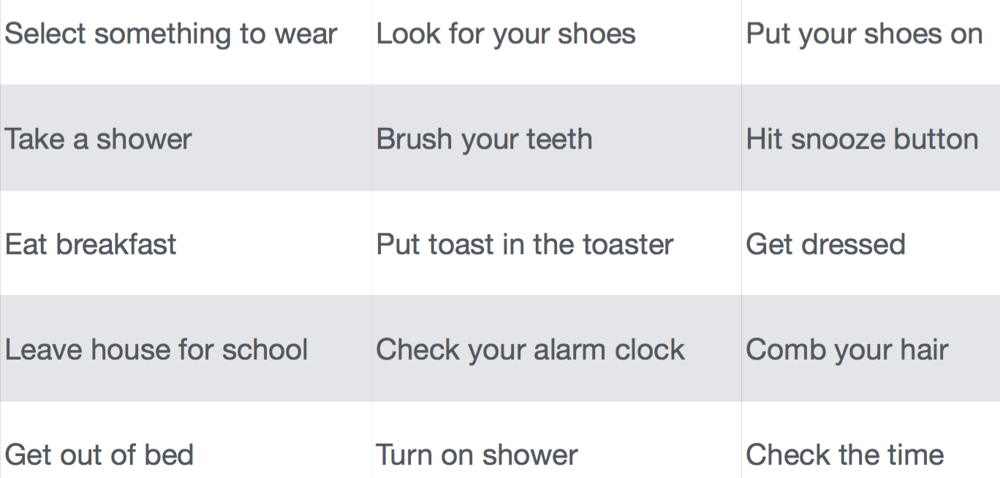 Select something to wear
Look for your shoes
Put your shoes on
Take a shower
Brush your teeth
Hit snooze button
Eat breakfast
Put toast in the toaster
Get dressed
Leave house for school
Check your alarm clock
Comb your hair
Get out of bed
Turn on shower
Check the time